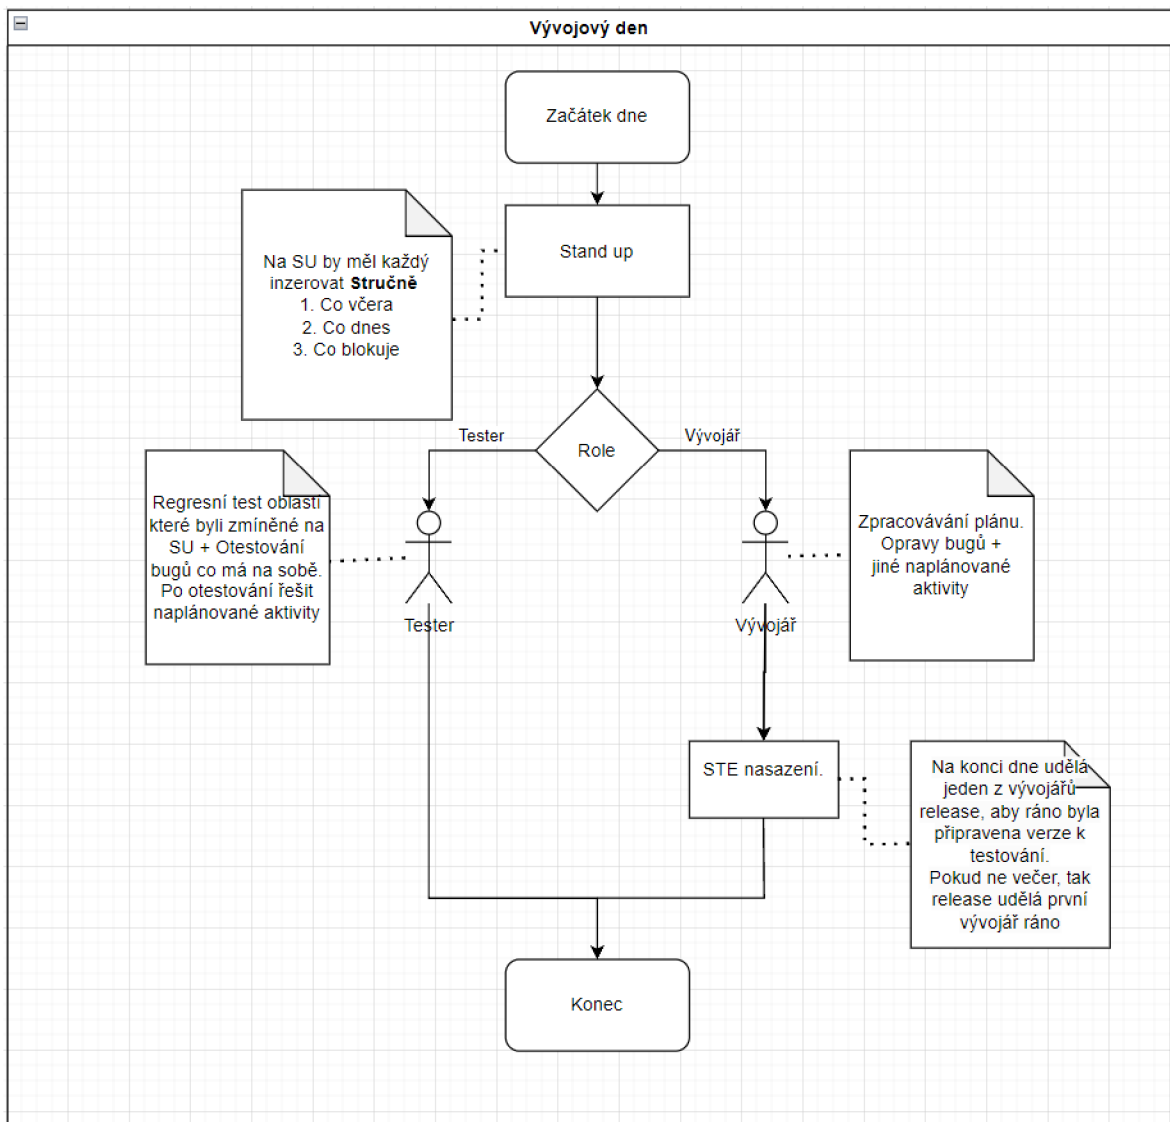 Vývojový den
Začátek dne
Stand up
Na SU by měl každý
inzerovat Stručně
1. Co včera
2. Co dnes
3. Co blokuje
Role
Tester
Vývojář
Regresní test oblastí
které byli zmíněné na
SU + Otestování
bugů co má na sobě.
Po otestování řešit
naplánované aktivity
Tester
Vývojář
Zpracovávání plánu.
Opravy bugů +
jiné naplánované
aktivity
STE nasazení.
Na konci dne udělá
jeden z vývojářů
release, aby ráno byla
připravena verze k
testování.
Pokud ne večer, tak
release udělá první
vývojář ráno
Konec